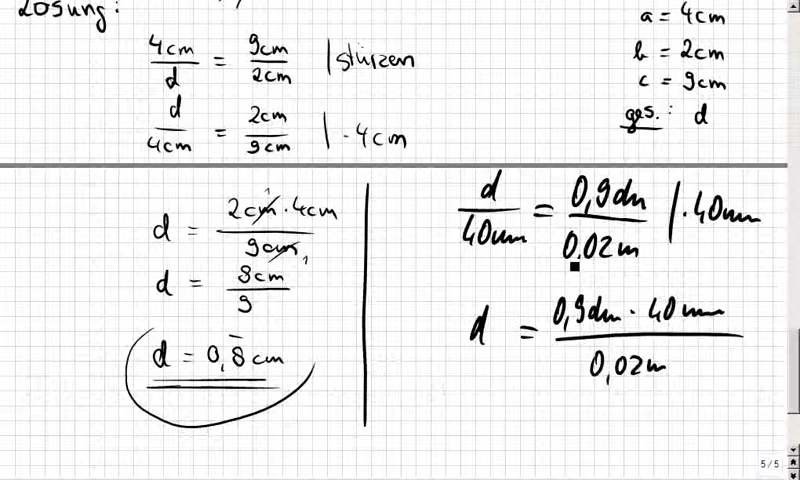 Lösung:
4cm/d = 9cm/2cm | stürzen
d/4cm = 2cm/9cm | · 4cm
a = 4cm
b = 2cm
c = 9cm
ges.: d
d = 2cm · 4cm / 9cm
d = 8cm/9
d = 0,8̅ cm
d/40mm = 0,9dm/0,02m | · 40mm
d = 0,9dm · 40mm / 0,02m
5/5